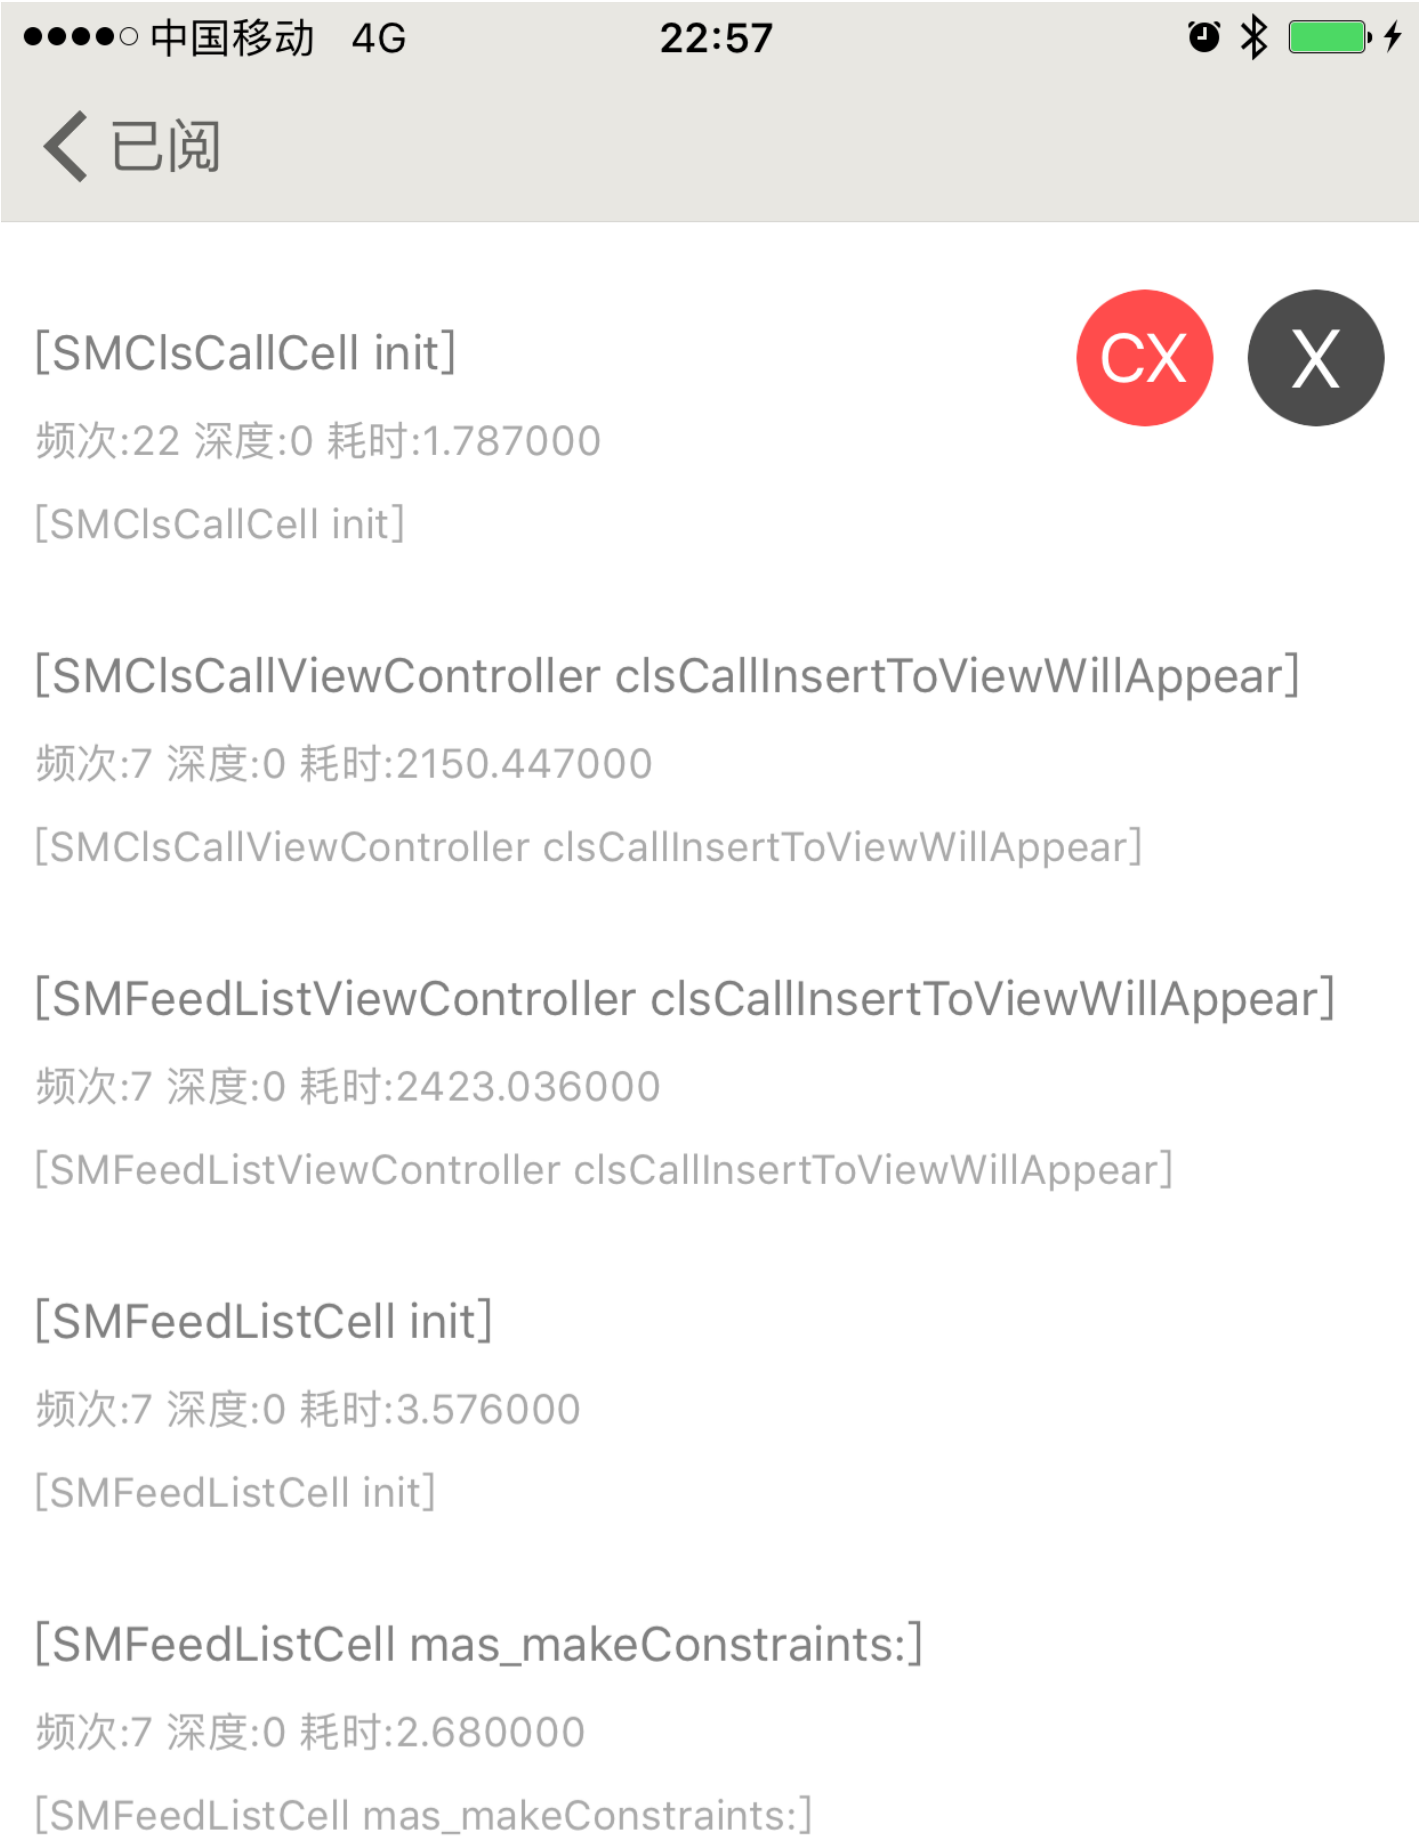 中国移动 4G 22:57
已阅
[SMClsCallCell init]
CX X
频次:22 深度:0 耗时:1.787000
[SMClsCallCell init]
[SMClsCallViewController clsCallInsertToViewWillAppear]
频次:7 深度:0 耗时:2150.447000
[SMClsCallViewController clsCallInsertToViewWillAppear]
[SMFeedListViewController clsCallInsertToViewWillAppear]
频次:7 深度:0 耗时:2423.036000
[SMFeedListViewController clsCallInsertToViewWillAppear]
[SMFeedListCell init]
频次:7 深度:0 耗时:3.576000
[SMFeedListCell init]
[SMFeedListCell mas_makeConstraints:]
频次:7 深度:0 耗时:2.680000
[SMFeedListCell mas_makeConstraints:]